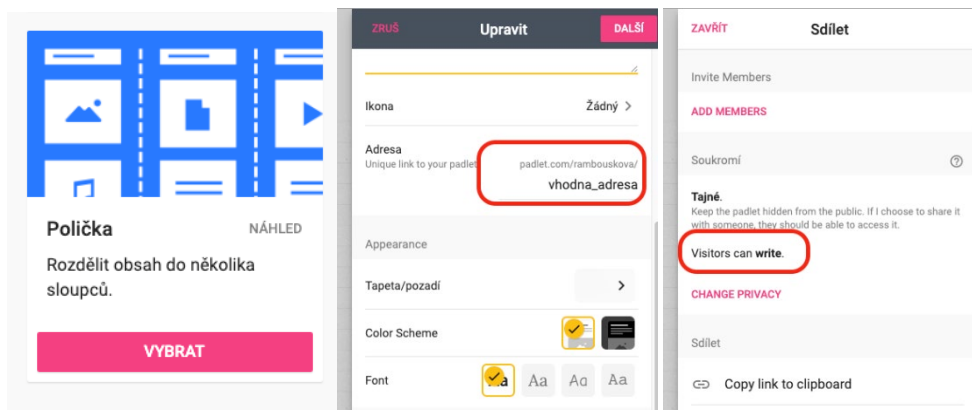 Polička
NÁHLED
Rozdělit obsah do několika
sloupců.
VYBRAT
ZRUŠ
Upravit
DALŠÍ
Ikona
Žádný >
Adresa
Unique link to your padlet
padlet.com/rambouskova/
vhodna_adresa
Appearance
Tapeta/pozadí
Color Scheme
Font
Aa
Aa
Aa
ZAVŘÍT
Sdílet
Invite Members
ADD MEMBERS
Soukromí
Tajné.
Keep the padlet hidden from the public. If I choose to share it
with someone, they should be able to access it.
Visitors can write.
CHANGE PRIVACY
Sdílet
Copy link to clipboard